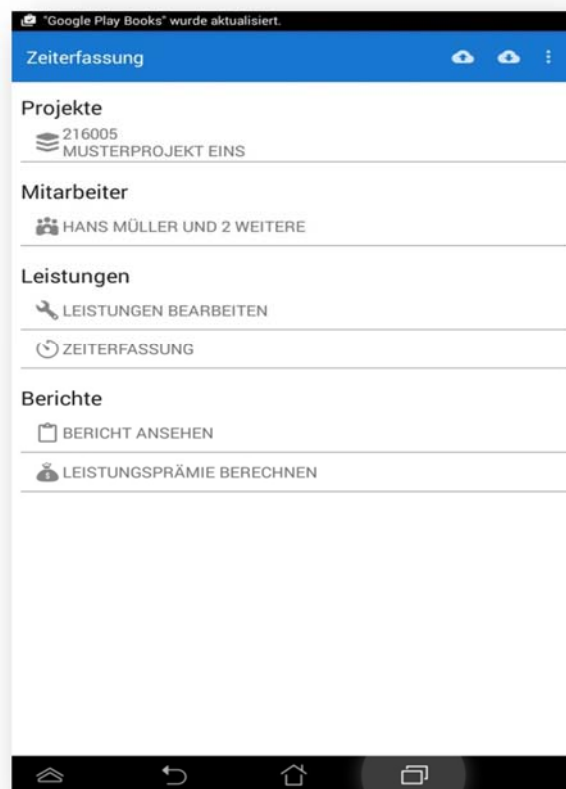 "Google Play Books" wurde aktualisiert.
Zeiterfassung
Projekte
216005
MUSTERPROJEKT EINS
Mitarbeiter
HANS MÜLLER UND 2 WEITERE
Leistungen
LEISTUNGEN BEARBEITEN
ZEITERFASSUNG
Berichte
BERICHT ANSEHEN
LEISTUNGSPRÄMIE BERECHNEN